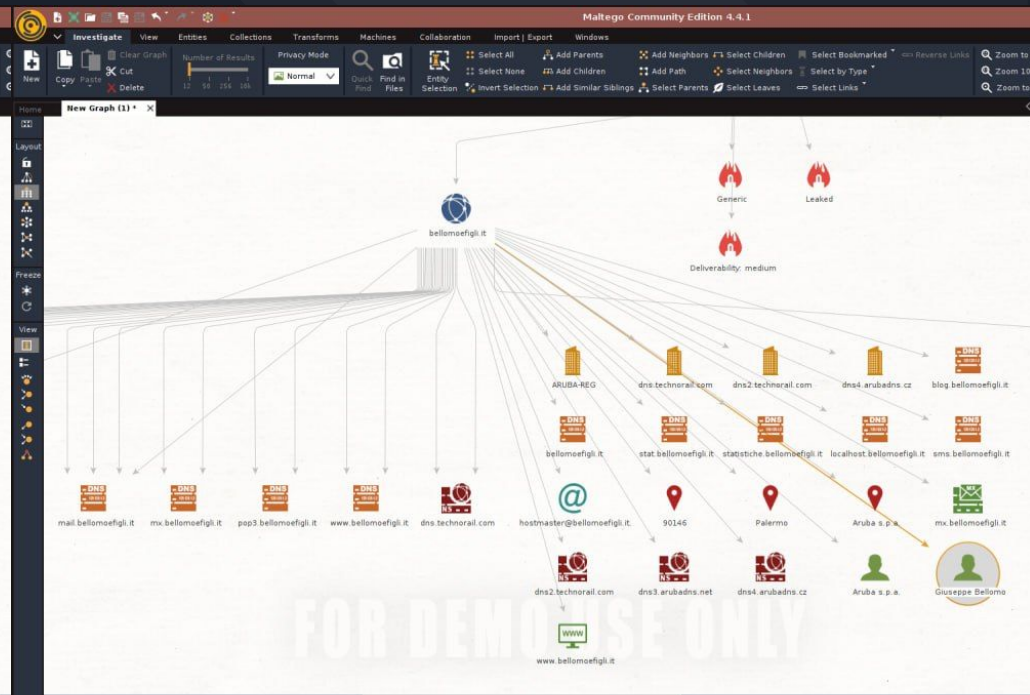 Maltego Community Edition 4.4.1
Investigate View Entities Collections Transforms Machines Collaboration Import | Export Windows
New
Copy
Paste
Clear Graph
Cut
Delete
Number of Results
12 50 256 10k
Privacy Mode
Normal
Quick Find
Find in Files
Entity Selection
Select All
Select None
Invert Selection
Add Parents
Add Children
Add Similar Siblings
Add Neighbors
Add Path
Select Parents
Select Children
Select Neighbors
Select Leaves
Select Bookmarked
Select by Type
Select Links
Reverse Links
Zoom to
Zoom 10
Zoom to
Home
New Graph (1) *
Layout
Freeze
View
Generic
Leaked
bellomoefigli.it
Deliverability: medium
ARUBA-REG
dns.technorail.com
dns2.technorail.com
dns4.arubadns.cz
blog.bellomoefigli.it
bellomoefigli.it
stat.bellomoefigli.it
statistiche.bellomoefigli.it
localhost.bellomoefigli.it
sms.bellomoefigli.it
mail.bellomoefigli.it
mx.bellomoefigli.it
pop3.bellomoefigli.it
www.bellomoefigli.it
dns.technorail.com
hostmaster@bellomoefigli.it
90146
Palermo
Aruba s.p.a.
mx.bellomoefigli.it
dns2.technorail.com
dns3.arubadns.net
dns4.arubadns.cz
Aruba s.p.a.
Giuseppe Bellomo
www.bellomoefigli.it
FOR DEMO USE ONLY